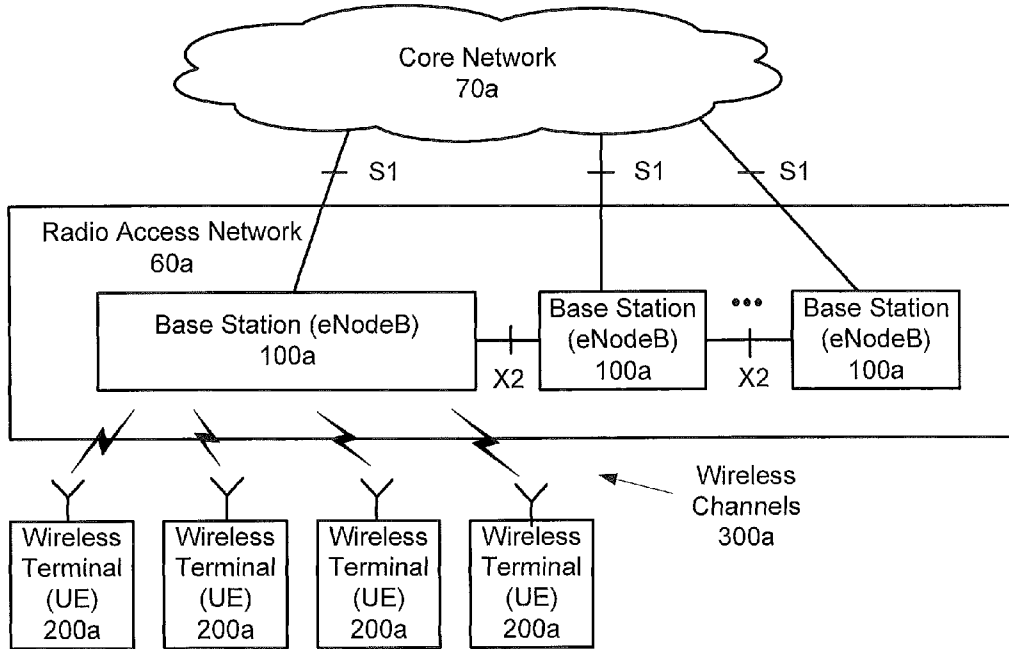 Core Network
70a
S1
S1
S1
Radio Access Network
60a
Base Station (eNodeB)
100a
X2
Base Station
(eNodeB)
100a
X2
Base Station
(eNodeB)
100a
Wireless
Channels
300a
Wireless
Terminal
(UE)
200a
Wireless
Terminal
(UE)
200a
Wireless
Terminal
(UE)
200a
Wireless
Terminal
(UE)
200a